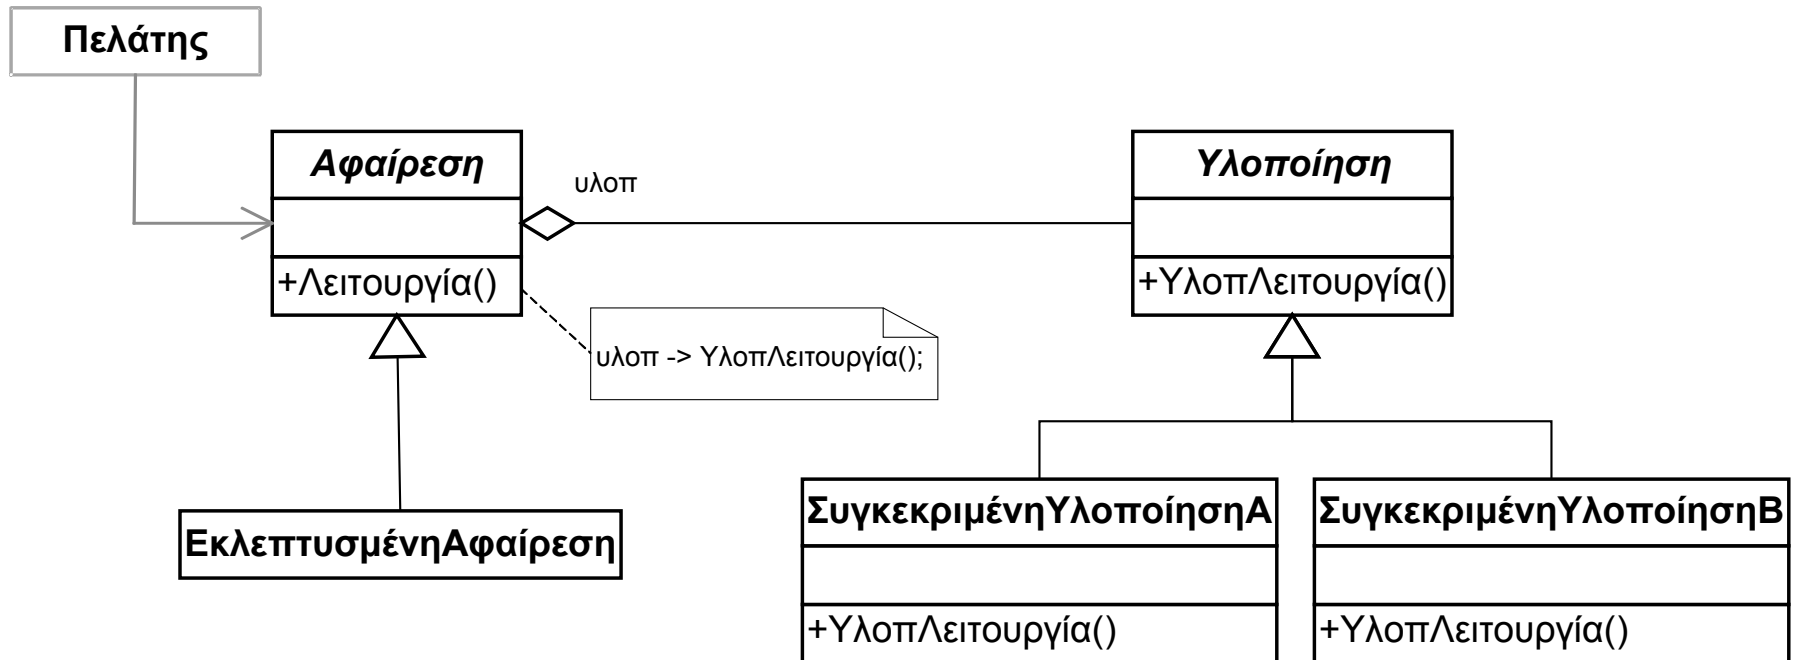 Πελάτης
Αφαίρεση
υλοπ
Υλοποίηση
+Λειτουργία()
+ΥλοπΛειτουργία()
υλοπ -> ΥλοπΛειτουργία();
ΕκλεπτυσμένηΑφαίρεση
ΣυγκεκριμένηΥλοποίησηΑ
ΣυγκεκριμένηΥλοποίησηΒ
+ΥλοπΛειτουργία()
+ΥλοπΛειτουργία()